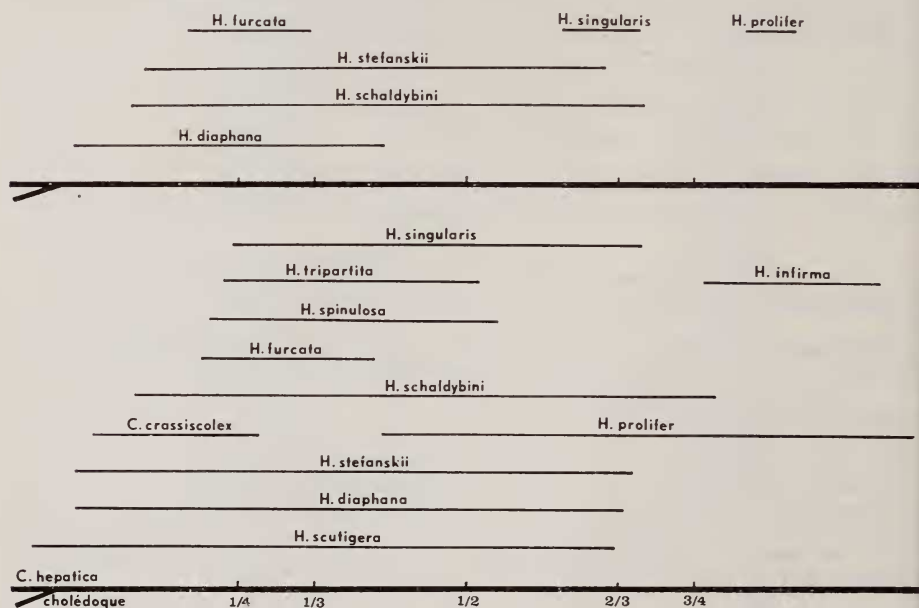 H. furcata H. singularis H. prolifer
H. stefanskii
H. schaldybini
H. diaphana
H. singularis
H. tripartita H. infirma
H. spinulosa
H. furcata
H. schaldybini
C. crassiscolex H. prolifer
H. stefanskii
H. diaphana
H. scutigera
C. hepatica
cholédoque 1/4 1/3 1/2 2/3 3/4